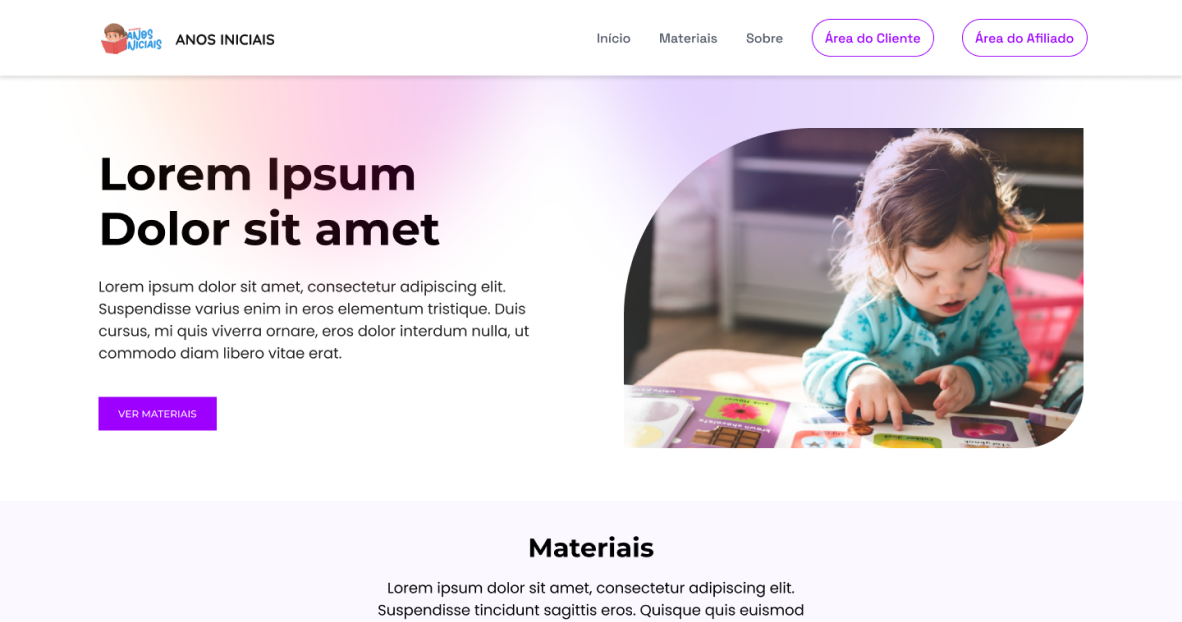 ANOS
INICIAIS
ANOS INICIAIS
Início
Materiais
Sobre
Área do Cliente
Área do Afiliado
Lorem Ipsum
Dolor sit amet
Lorem ipsum dolor sit amet, consectetur adipiscing elit.
Suspendisse varius enim in eros elementum tristique. Duis
cursus, mi quis viverra ornare, eros dolor interdum nulla, ut
commodo diam libero vitae erat.
VER MATERIAIS
brown chocolate
Materiais
Lorem ipsum dolor sit amet, consectetur adipiscing elit.
Suspendisse tincidunt sagittis eros. Quisque quis euismod